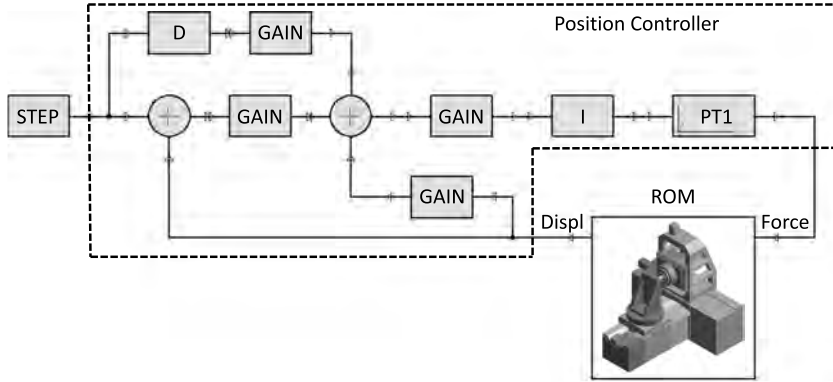 Position Controller
D
GAIN
STEP
GAIN
GAIN
I
PT1
GAIN
ROM
Displ
Force